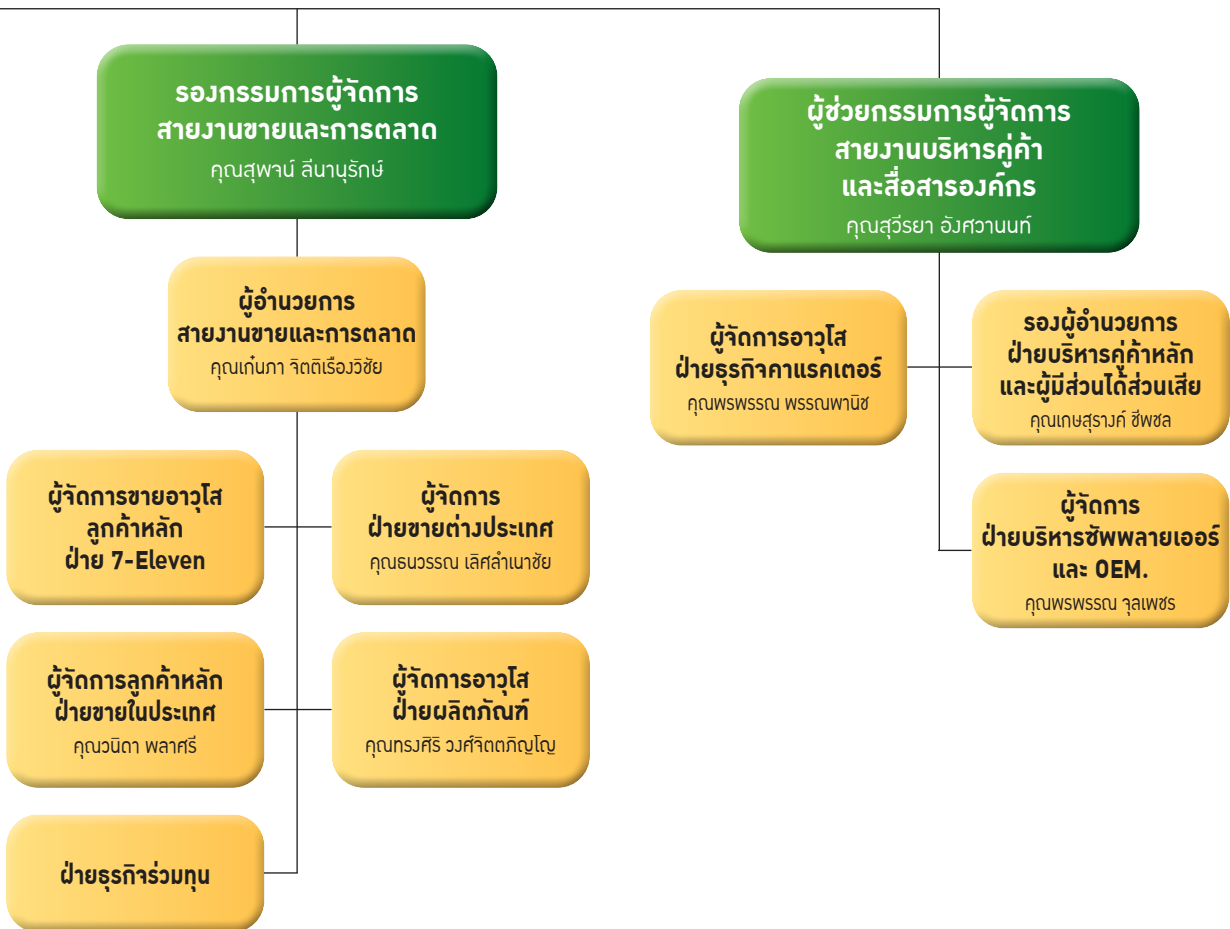 รองกรรมการผู้จัดการ
สายงานขายและการตลาด
คุณสุพจน์ ลีนานุรักษ์
ผู้ช่วยกรรมการผู้จัดการ
สายงานบริหารคู่ค้า
และสื่อสารองค์กร
คุณสุวีรยา อังศวานนท์
ผู้อำนวยการ
สายงานขายและการตลาด
คุณเก๋นภา จิตติเรืองวิชัย
ผู้จัดการอาวุโส
ฝ่ายธุรกิจคาแรคเตอร์
คุณพรพรรณ พรรณพานิช
รองผู้อำนวยการ
ฝ่ายบริหารคู่ค้าหลัก
และผู้มีส่วนได้ส่วนเสีย
คุณเกษสุรางค์ ชีพชล
ผู้จัดการขายอาวุโส
ลูกค้าหลัก
ฝ่าย 7-Eleven
ผู้จัดการ
ฝ่ายขายต่างประเทศ
คุณธนวรรณ เลิศลำเนาชัย
ผู้จัดการ
ฝ่ายบริหารซัพพลายเออร์
และ OEM.
คุณพรพรรณ จุลเพชร
ผู้จัดการลูกค้าหลัก
ฝ่ายขายในประเทศ
คุณวนิดา พลาศรี
ผู้จัดการอาวุโส
ฝ่ายผลิตภัณฑ์
คุณทรงศิริ วงศ์จิตตภิญโญ
ฝ่ายธุรกิจร่วมทุน